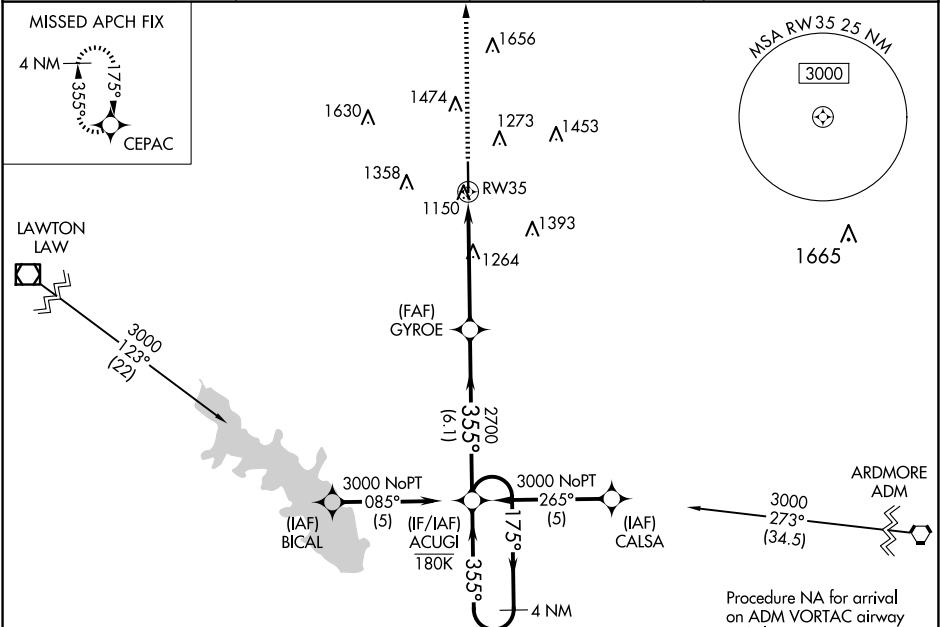 MISSED APCH FIX
4 NM
355°
175°
CEPAC
MSA RW35 25 NM
3000
1656
1474
1630
1273
1453
1358
RW35
1150
1393
1264
1665
LAWTON
LAW
3000
123°
(22)
(FAF)
GYROE
2700
355°
(6.1)
3000 NoPT
085°
(5)
(IAF)
BICAL
(IF/IAF)
ACUGI
180K
3000 NoPT
265°
(5)
(IAF)
CALSA
175°
355°
4 NM
ARDMORE
ADM
3000
273°
(34.5)
Procedure NA for arrival
on ADM VORTAC airway